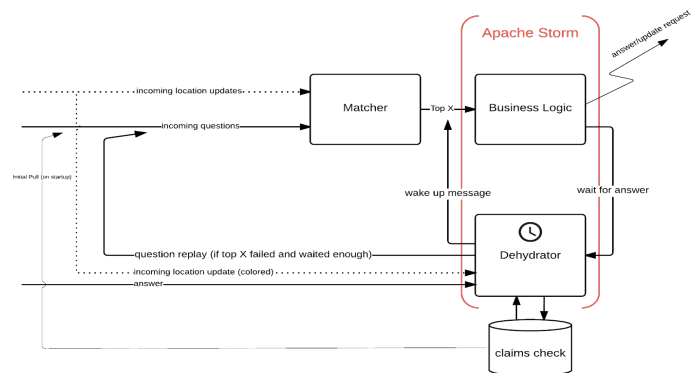 Apache Storm
answer/update request
incoming location updates
Matcher
Top X
Business Logic
incoming questions
Initial Pull (on startup)
wake up message
wait for answer
question replay (if top X failed and waited enough)
Dehydrator
incoming location update (colored)
answer
claims check